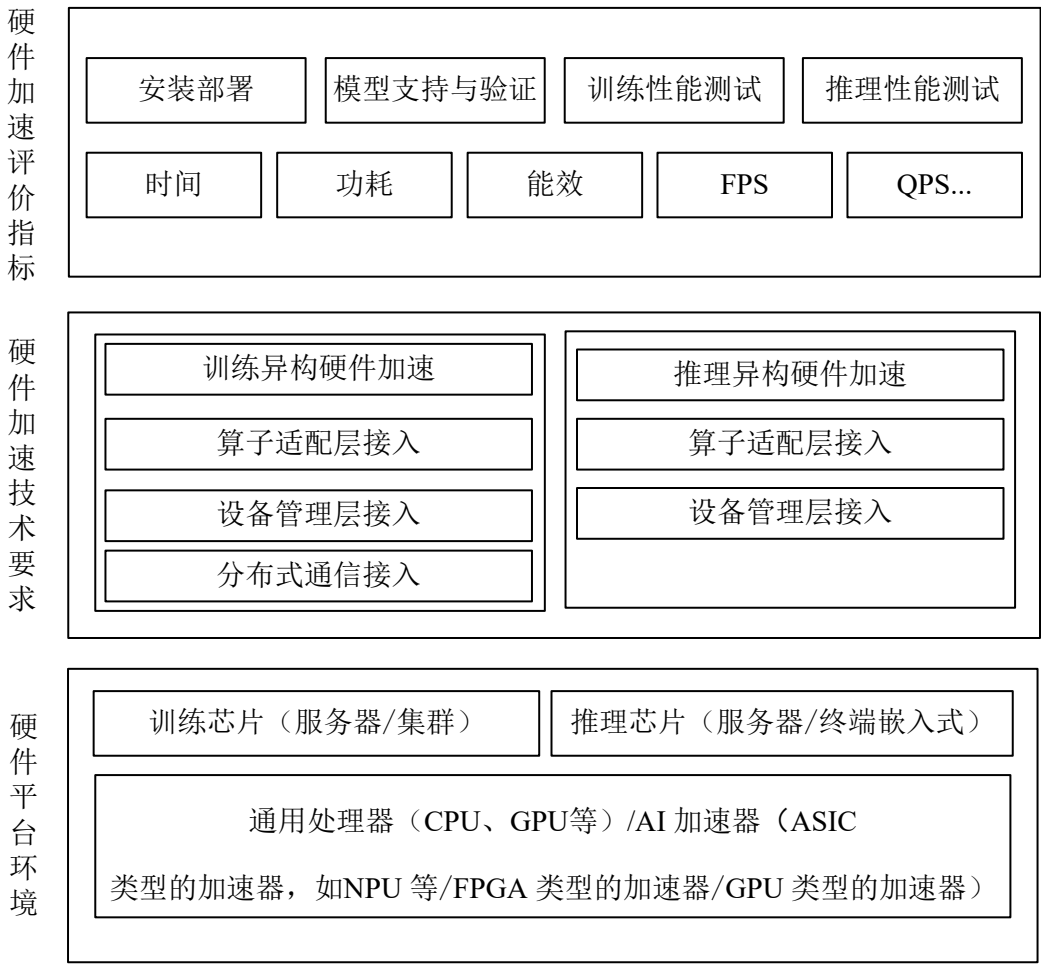 硬件加速评价指标
安装部署
模型支持与验证
训练性能测试
推理性能测试
时间
功耗
能效
FPS
QPS...
硬件加速技术要求
训练异构硬件加速
算子适配层接入
设备管理层接入
分布式通信接入
推理异构硬件加速
算子适配层接入
设备管理层接入
硬件平台环境
训练芯片（服务器/集群）
推理芯片（服务器/终端嵌入式）
通用处理器（CPU、GPU等）/AI 加速器（ASIC
类型的加速器，如NPU 等/FPGA 类型的加速器/GPU 类型的加速器）